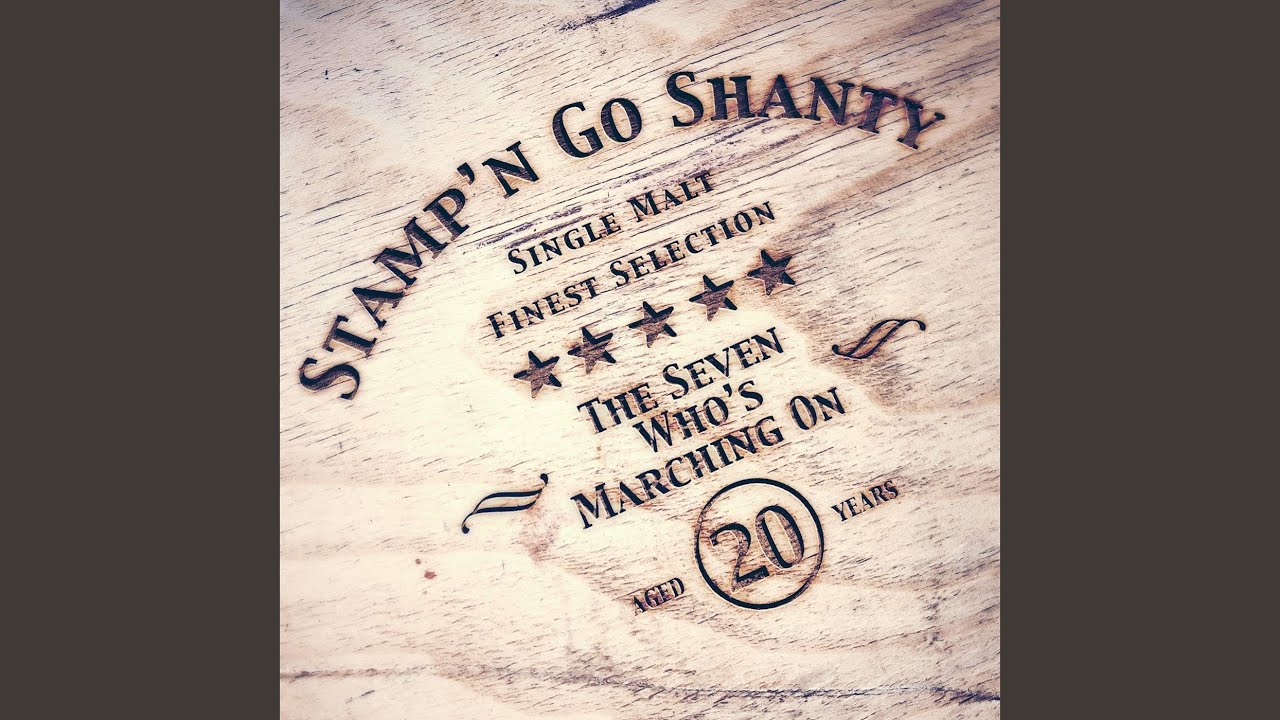 Stamp'n Go Shanty
Single Malt
Finest Selection
The Seven
Who's
Marching On
Aged 20 Years